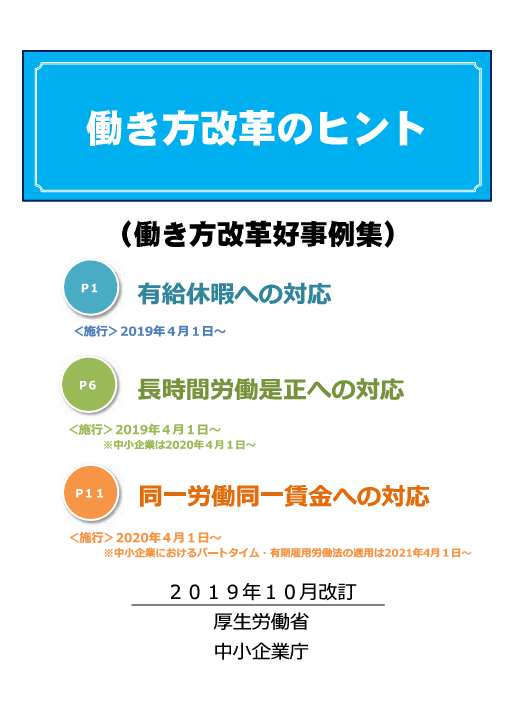 働き方改革のヒント
（働き方改革好事例集）
P1
有給休暇への対応
＜施行＞2019年４月１日～
P6
長時間労働是正への対応
＜施行＞2019年４月１日～
※中小企業は2020年４月１日～
P１１
同一労働同一賃金への対応
＜施行＞2020年４月１日～
※中小企業におけるパートタイム・有期雇用労働法の適用は2021年4月１日～
２０１９年１０月改訂
厚生労働省
中小企業庁